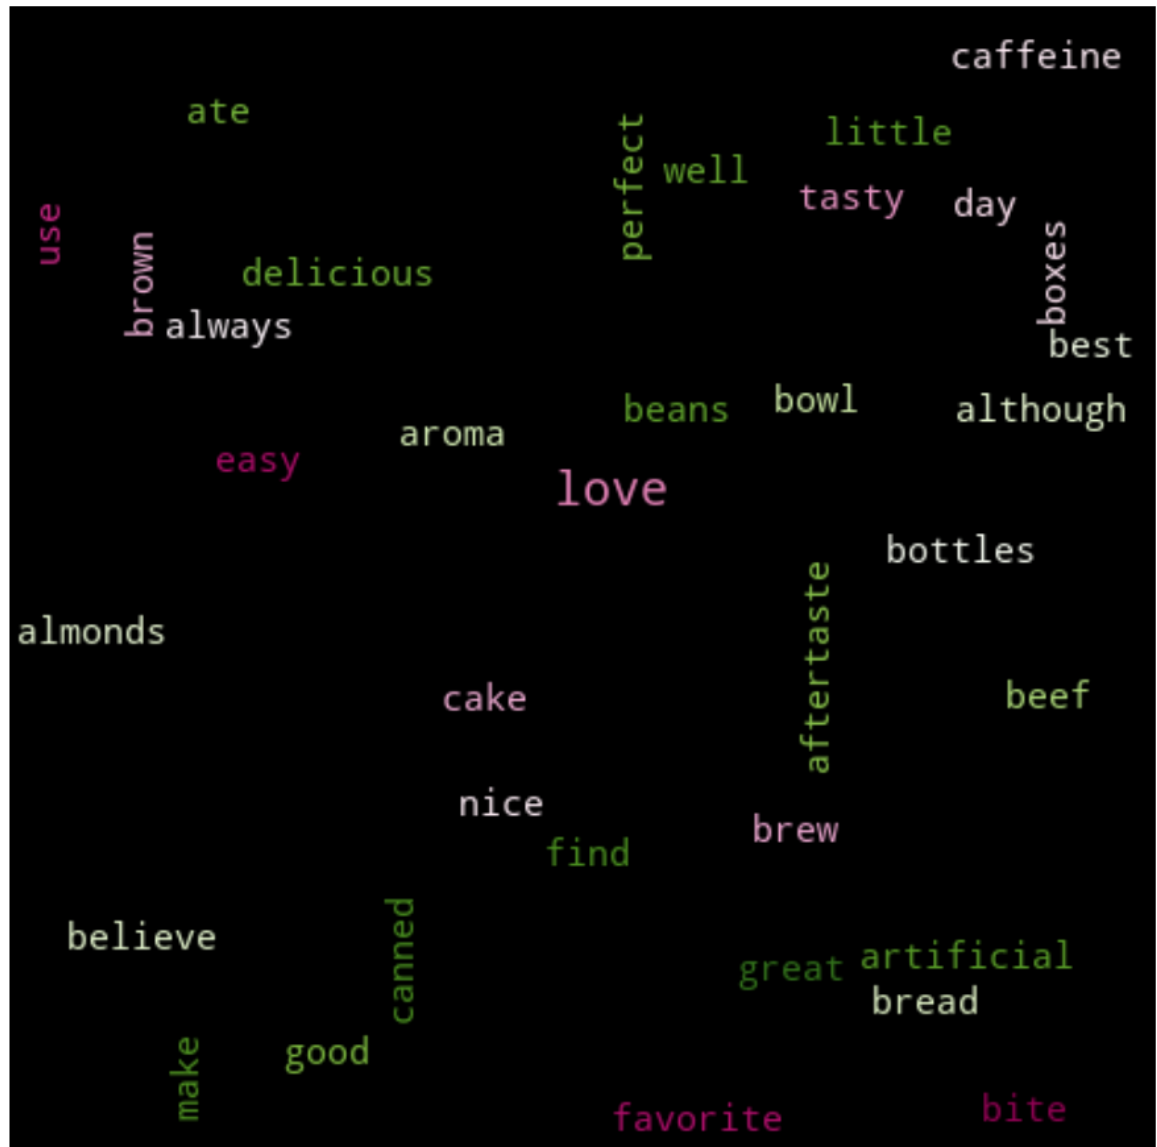 caffeine
ate
little
perfect
well
tasty
day
use
brown
boxes
delicious
always
best
beans
bowl
although
aroma
easy
love
bottles
aftertaste
almonds
cake
beef
nice
brew
find
canned
believe
great
artificial
bread
make
good
favorite
bite